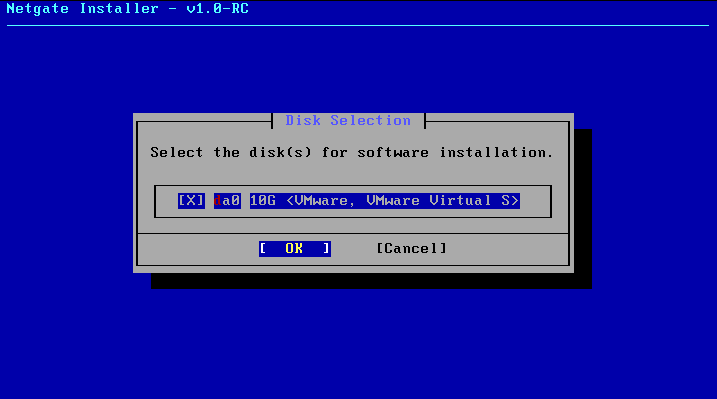 Netgate Installer - v1.0-RC
Disk Selection
Select the disk(s) for software installation.
[X] da0 10G <VMware, VMware Virtual S>
[  OK  ]     [Cancel]